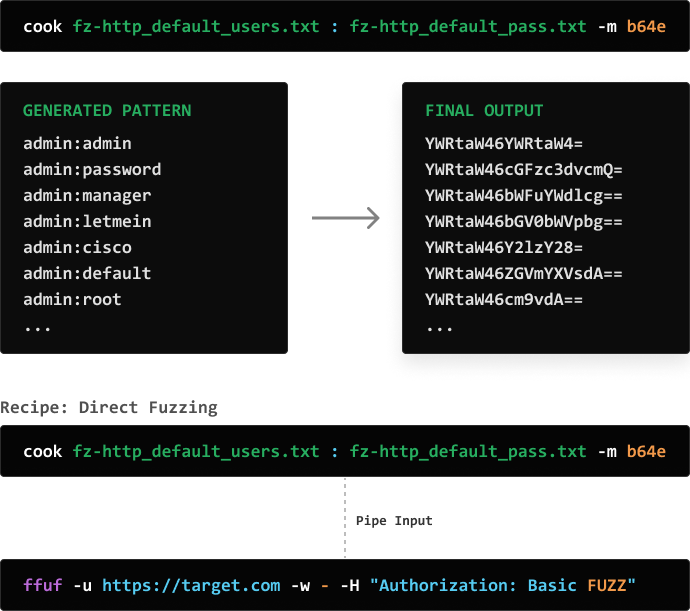 cook fz-http_default_users.txt : fz-http_default_pass.txt -m b64e
GENERATED PATTERN
admin:admin
admin:password
admin:manager
admin:letmein
admin:cisco
admin:default
admin:root
...
FINAL OUTPUT
YWRtaW46YWRtaW4=
YWRtaW46cGFzc3dvcmQ=
YWRtaW46bWFuYWdlcg==
YWRtaW46bGV0bWVpbg==
YWRtaW46Y2lzY28=
YWRtaW46ZGVmYXVsdA==
YWRtaW46cm9vdA==
...
Recipe: Direct Fuzzing
cook fz-http_default_users.txt : fz-http_default_pass.txt -m b64e
Pipe Input
ffuf -u https://target.com -w - -H "Authorization: Basic FUZZ"